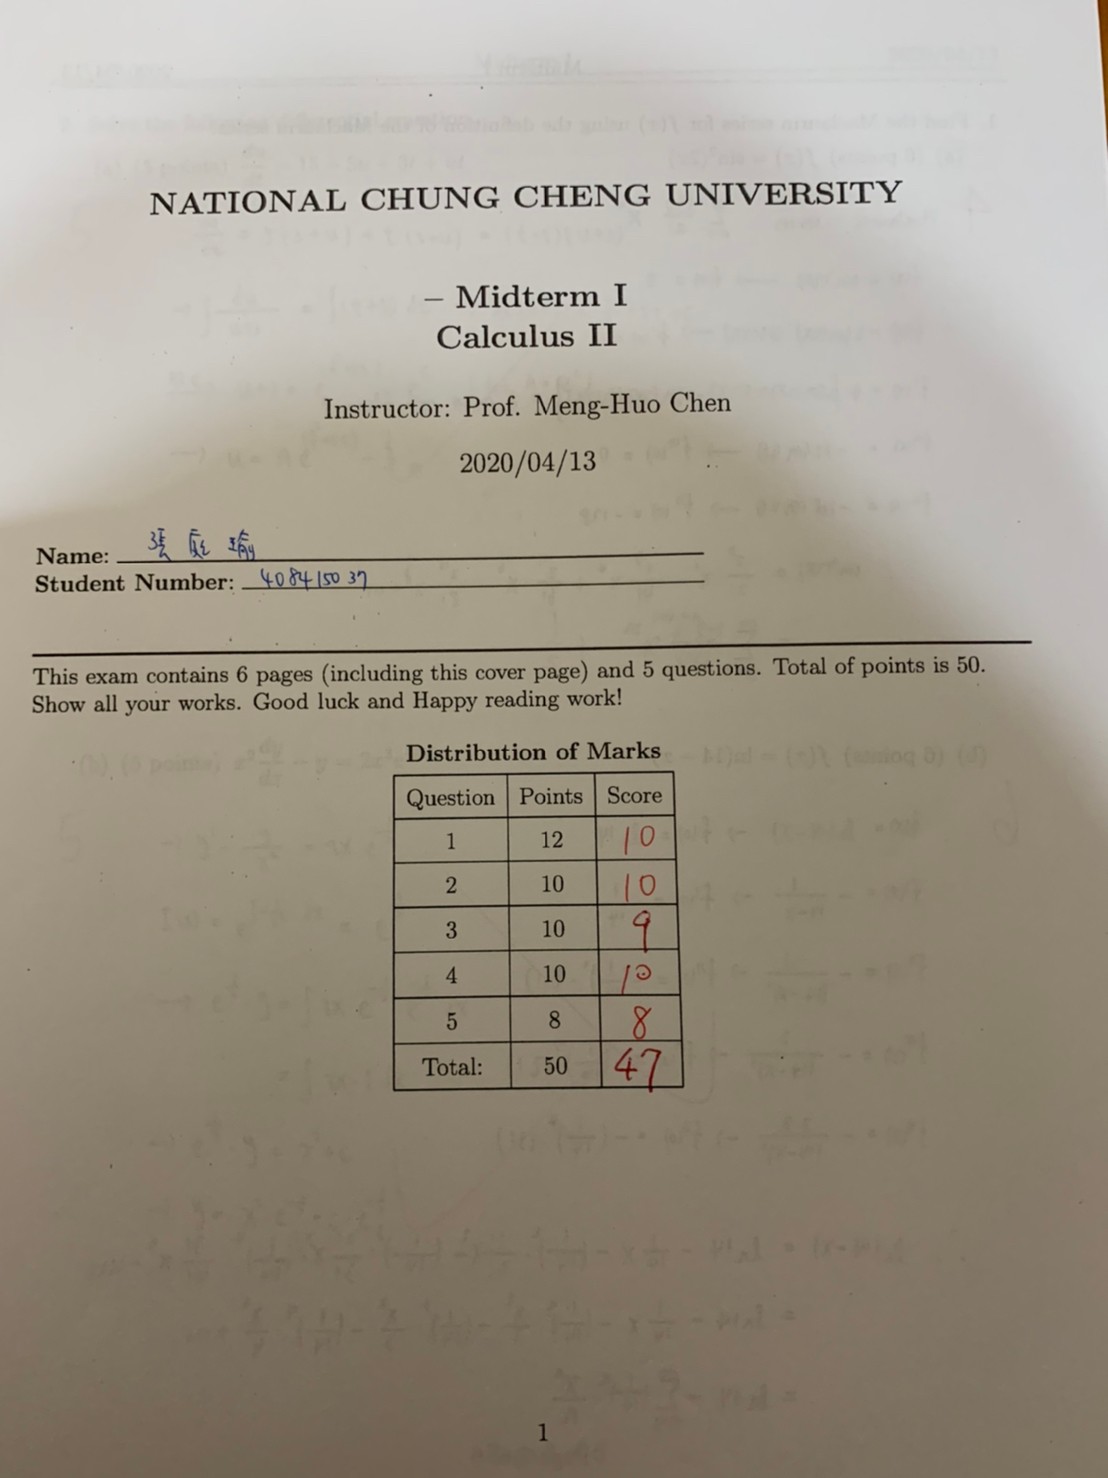 NATIONAL CHUNG CHENG UNIVERSITY
– Midterm I
Calculus II
Instructor: Prof. Meng-Huo Chen
2020/04/13
Name: 張 瑜
Student Number: 408415037
This exam contains 6 pages (including this cover page) and 5 questions. Total of points is 50.
Show all your works. Good luck and Happy reading work!
Distribution of Marks
Question Points Score
1 12 10
2 10 10
3 10 9
4 10 10
5 8 8
Total: 50 47
1